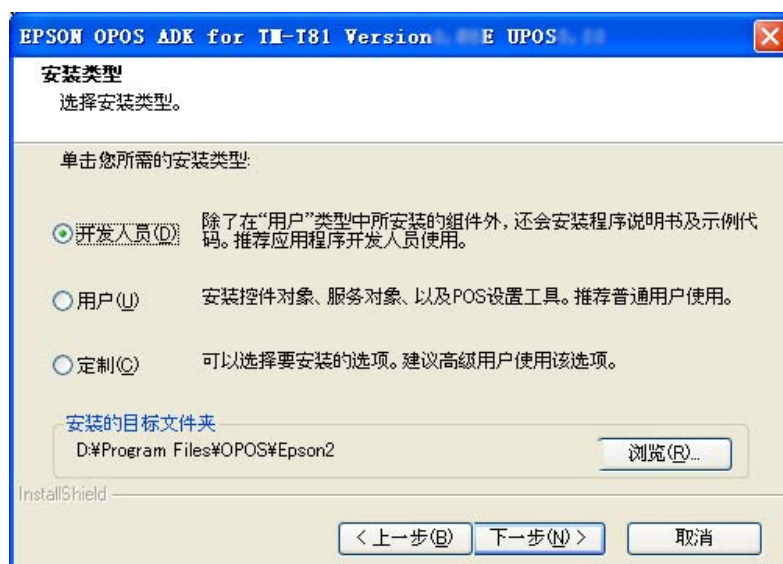 EPSON OPOS ADK for TM-T81 Version E UPOS
安装类型
选择安装类型。
单击您所需的安装类型:
开发人员(D)
除了在“用户”类型中所安装的组件外,还会安装程序说明书及示例代
码。推荐应用程序开发人员使用。
用户(U)
安装控件对象、服务对象、以及POS设置工具。推荐普通用户使用。
定制(C)
可以选择要安装的选项。建议高级用户使用该选项。
安装的目标文件夹
D:¥Program Files¥OPOS¥Epson2
浏览(R)...
InstallShield
< 上一步(B)
下一步(N) >
取消